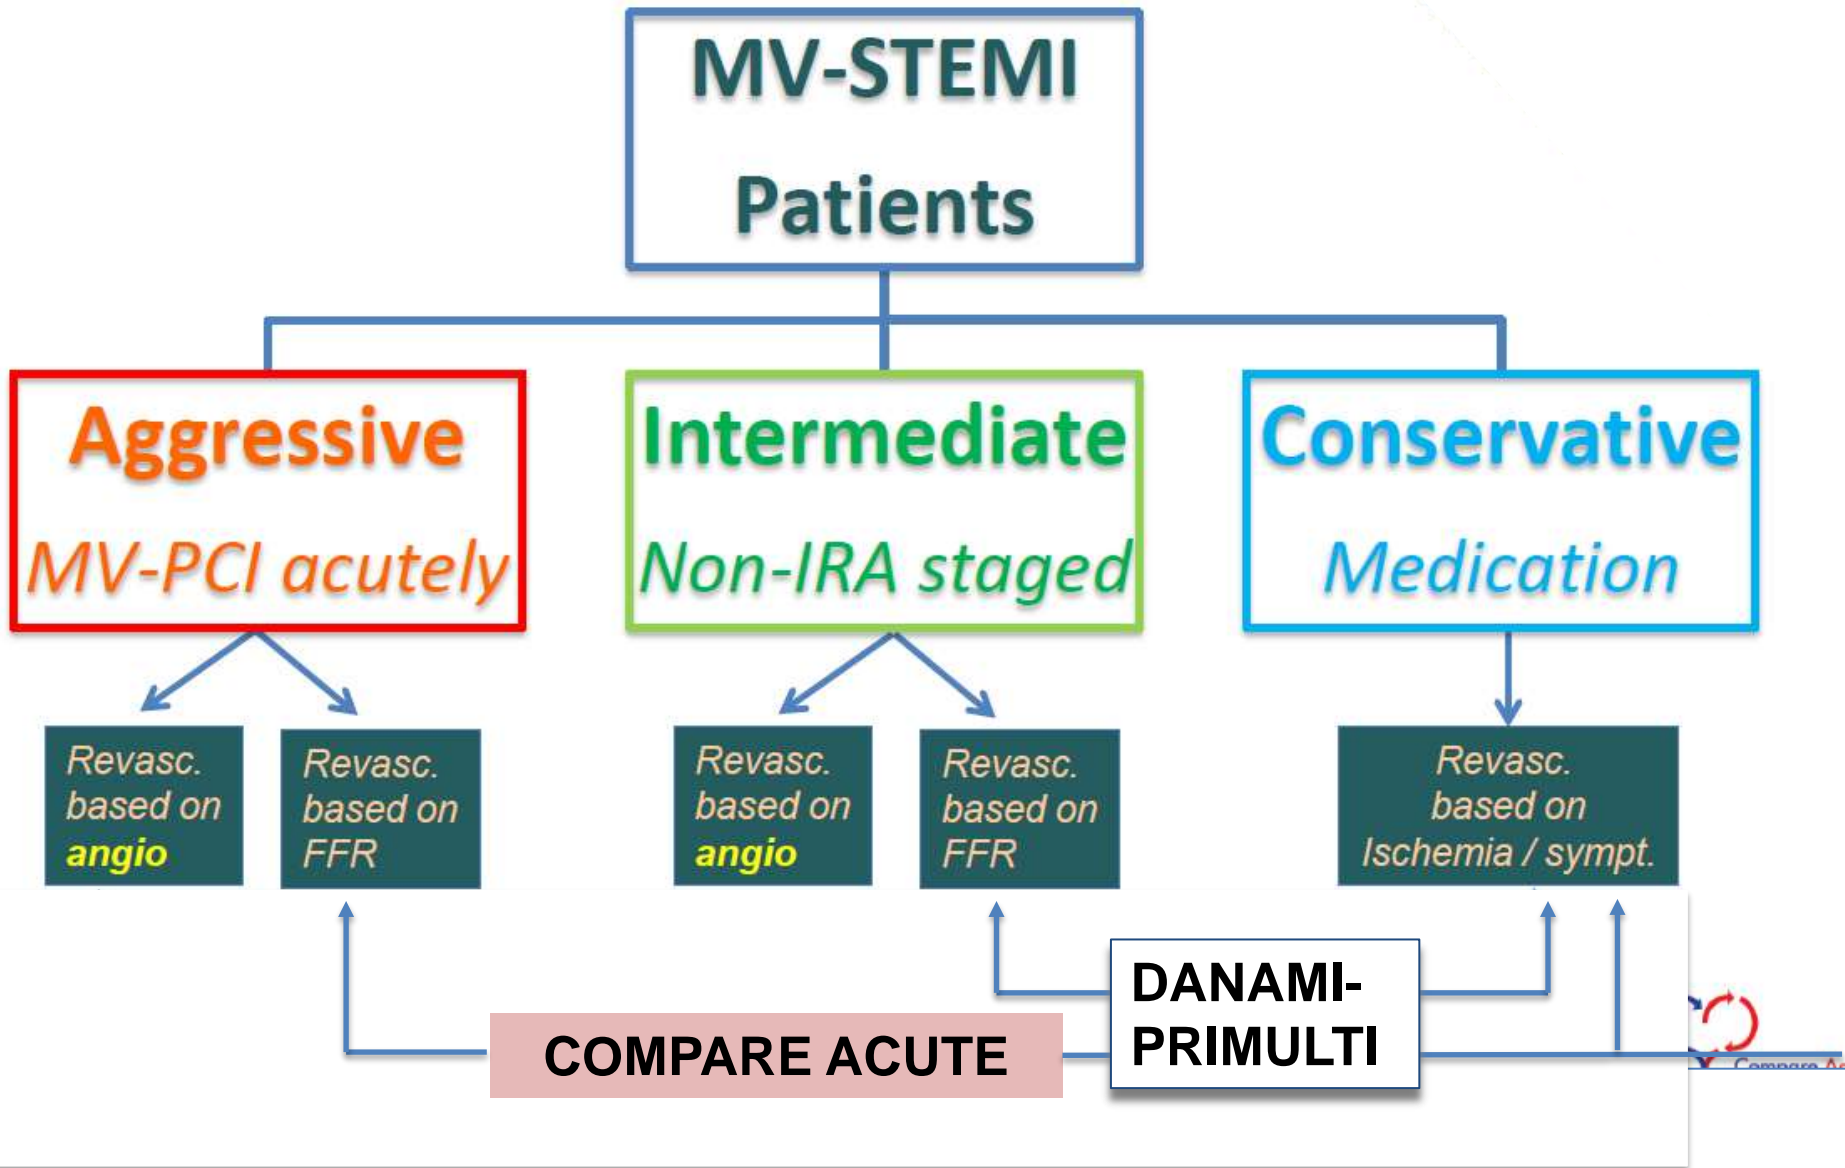 MV-STEMI
Patients
Aggressive
MV-PCI acutely
Intermediate
Non-IRA staged
Conservative
Medication
Revasc.
based on
angio
Revasc.
based on
FFR
Revasc.
based on
angio
Revasc.
based on
FFR
Revasc.
based on
Ischemia / sympt.
DANAMI-
PRIMULTI
COMPARE ACUTE
Compare